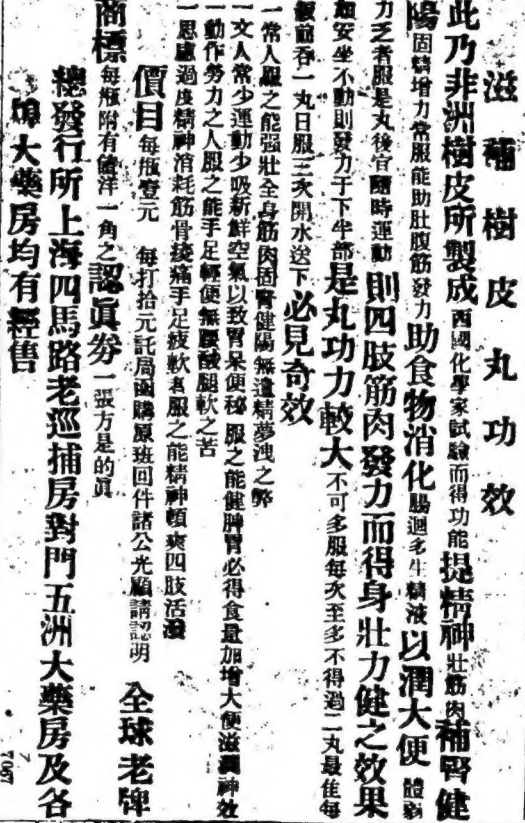 滋補樹皮丸功效
此乃非洲樹皮所製成 西國化學家試驗而得功能 提精神 壯筋肉 補腎健
陽 固精增力常服能助肚腹筋發力 助食物消化 腸迴多生精液 以潤大便 體弱
力乏者服是丸後宜隨時運動 則四肢筋肉發力而得身壯力健之效果
安坐不動則發力于下半部 是丸功力較大 不可多服每次至多不得過二丸最佳每
飯前吞一丸日服三次開水送下 必見奇效
一常人服之能强壯全身筋肉固腎健陽無遺精夢洩之弊
一文人常少運動少吸新鮮空氣以致胃呆便秘 服之能健脾胃必得食量加增大便滋潤神效
一動作勞力之人服之能手足輕便無腰酸腿軟之苦
一思慮過度精神消耗筋骨痠痛手足疲軟者服之能精神頓爽四肢活潑
價目 每瓶壹元 每打拾元託局函購原班回件諸公光顧請認明 全球老牌
商標 每瓶附有值洋一角之 認眞券 一張方是的眞
總發行所上海四馬路老巡捕房對門五洲大藥房及各
埠大藥房均有經售